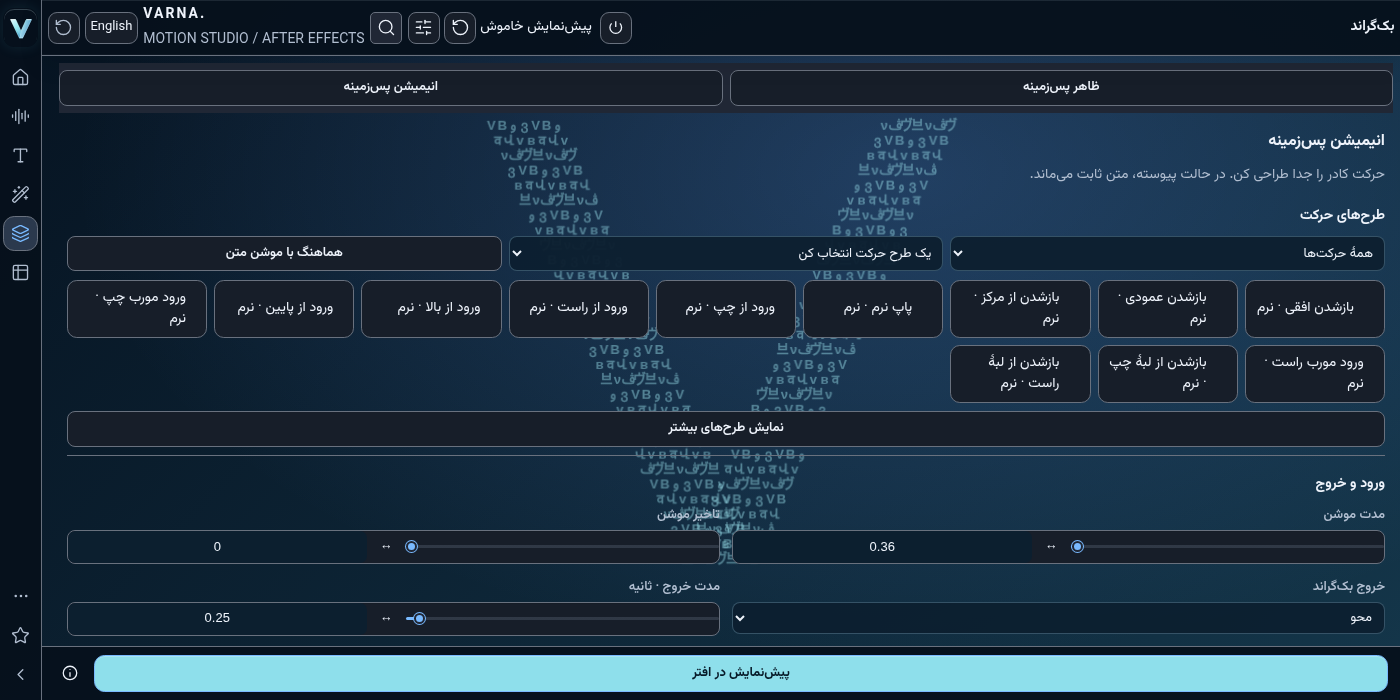 بک‌گراند
پیش‌نمایش خاموش
VARNA.
MOTION STUDIO / AFTER EFFECTS
English
ظاهر پس‌زمینه
انیمیشن پس‌زمینه
انیمیشن پس‌زمینه
حرکت کادر را جدا طراحی کن. در حالت پیوسته، متن ثابت می‌ماند.
طرح‌های حرکت
همهٔ حرکت‌ها
یک طرح حرکت انتخاب کن
هماهنگ با موشن متن
بازشدن افقی · نرم
بازشدن عمودی · نرم
بازشدن از مرکز · نرم
پاپ نرم · نرم
ورود از چپ · نرم
ورود از راست · نرم
ورود از بالا · نرم
ورود از پایین · نرم
ورود مورب چپ · نرم
ورود مورب راست · نرم
بازشدن از لبهٔ چپ · نرم
بازشدن از لبهٔ راست · نرم
نمایش طرح‌های بیشتر
ورود و خروج
مدت موشن
تاخیر موشن
0.36
0
خروج بک‌گراند
مدت خروج · ثانیه
محو
0.25
پیش‌نمایش در افتر